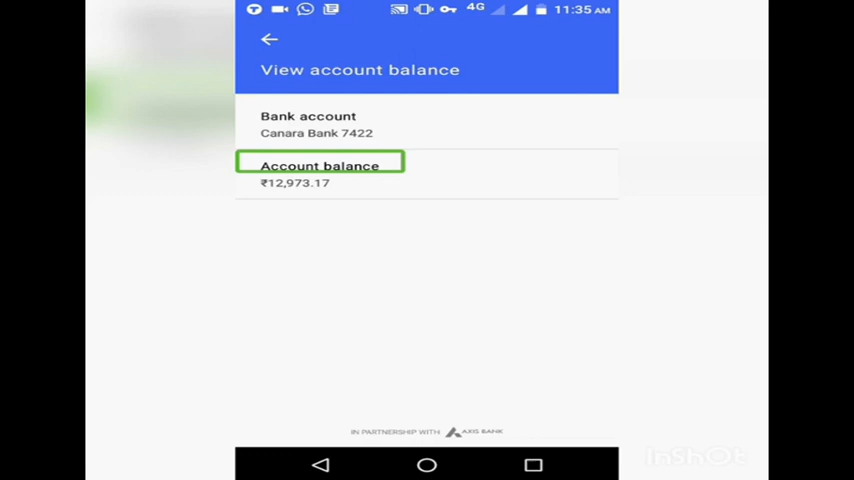 4G 11:35 AM
View account balance
Bank account
Canara Bank 7422
Account balance
₹12,973.17
IN PARTNERSHIP WITH AXIS BANK
InShOt